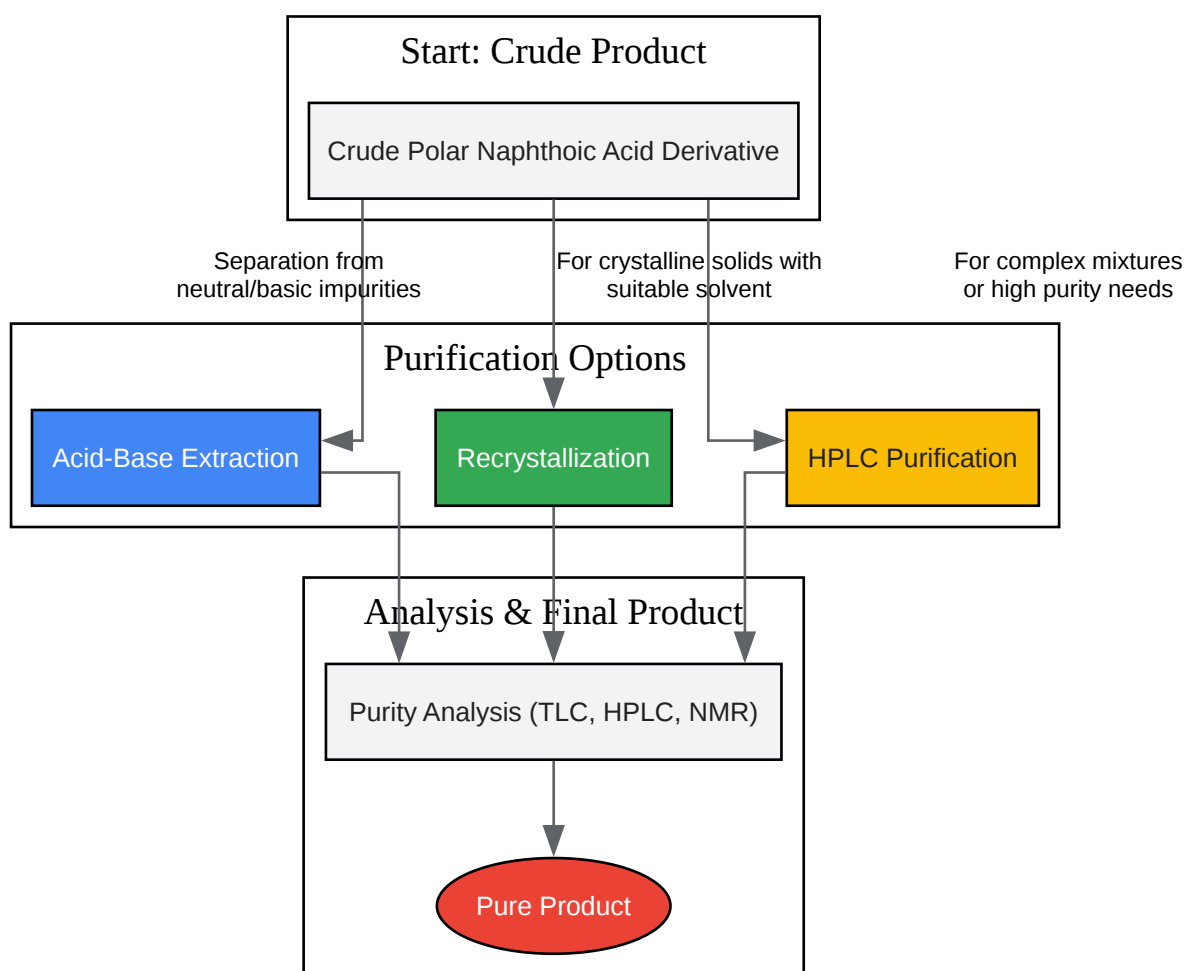 Start: Crude Product
Crude Polar Naphthoic Acid Derivative
Separation from
neutral/basic impurities
For crystalline solids with
suitable solvent
For complex mixtures
or high purity needs
Purification Options
Acid-Base Extraction
Recrystallization
HPLC Purification
Analysis & Final Product
Purity Analysis (TLC, HPLC, NMR)
Pure Product